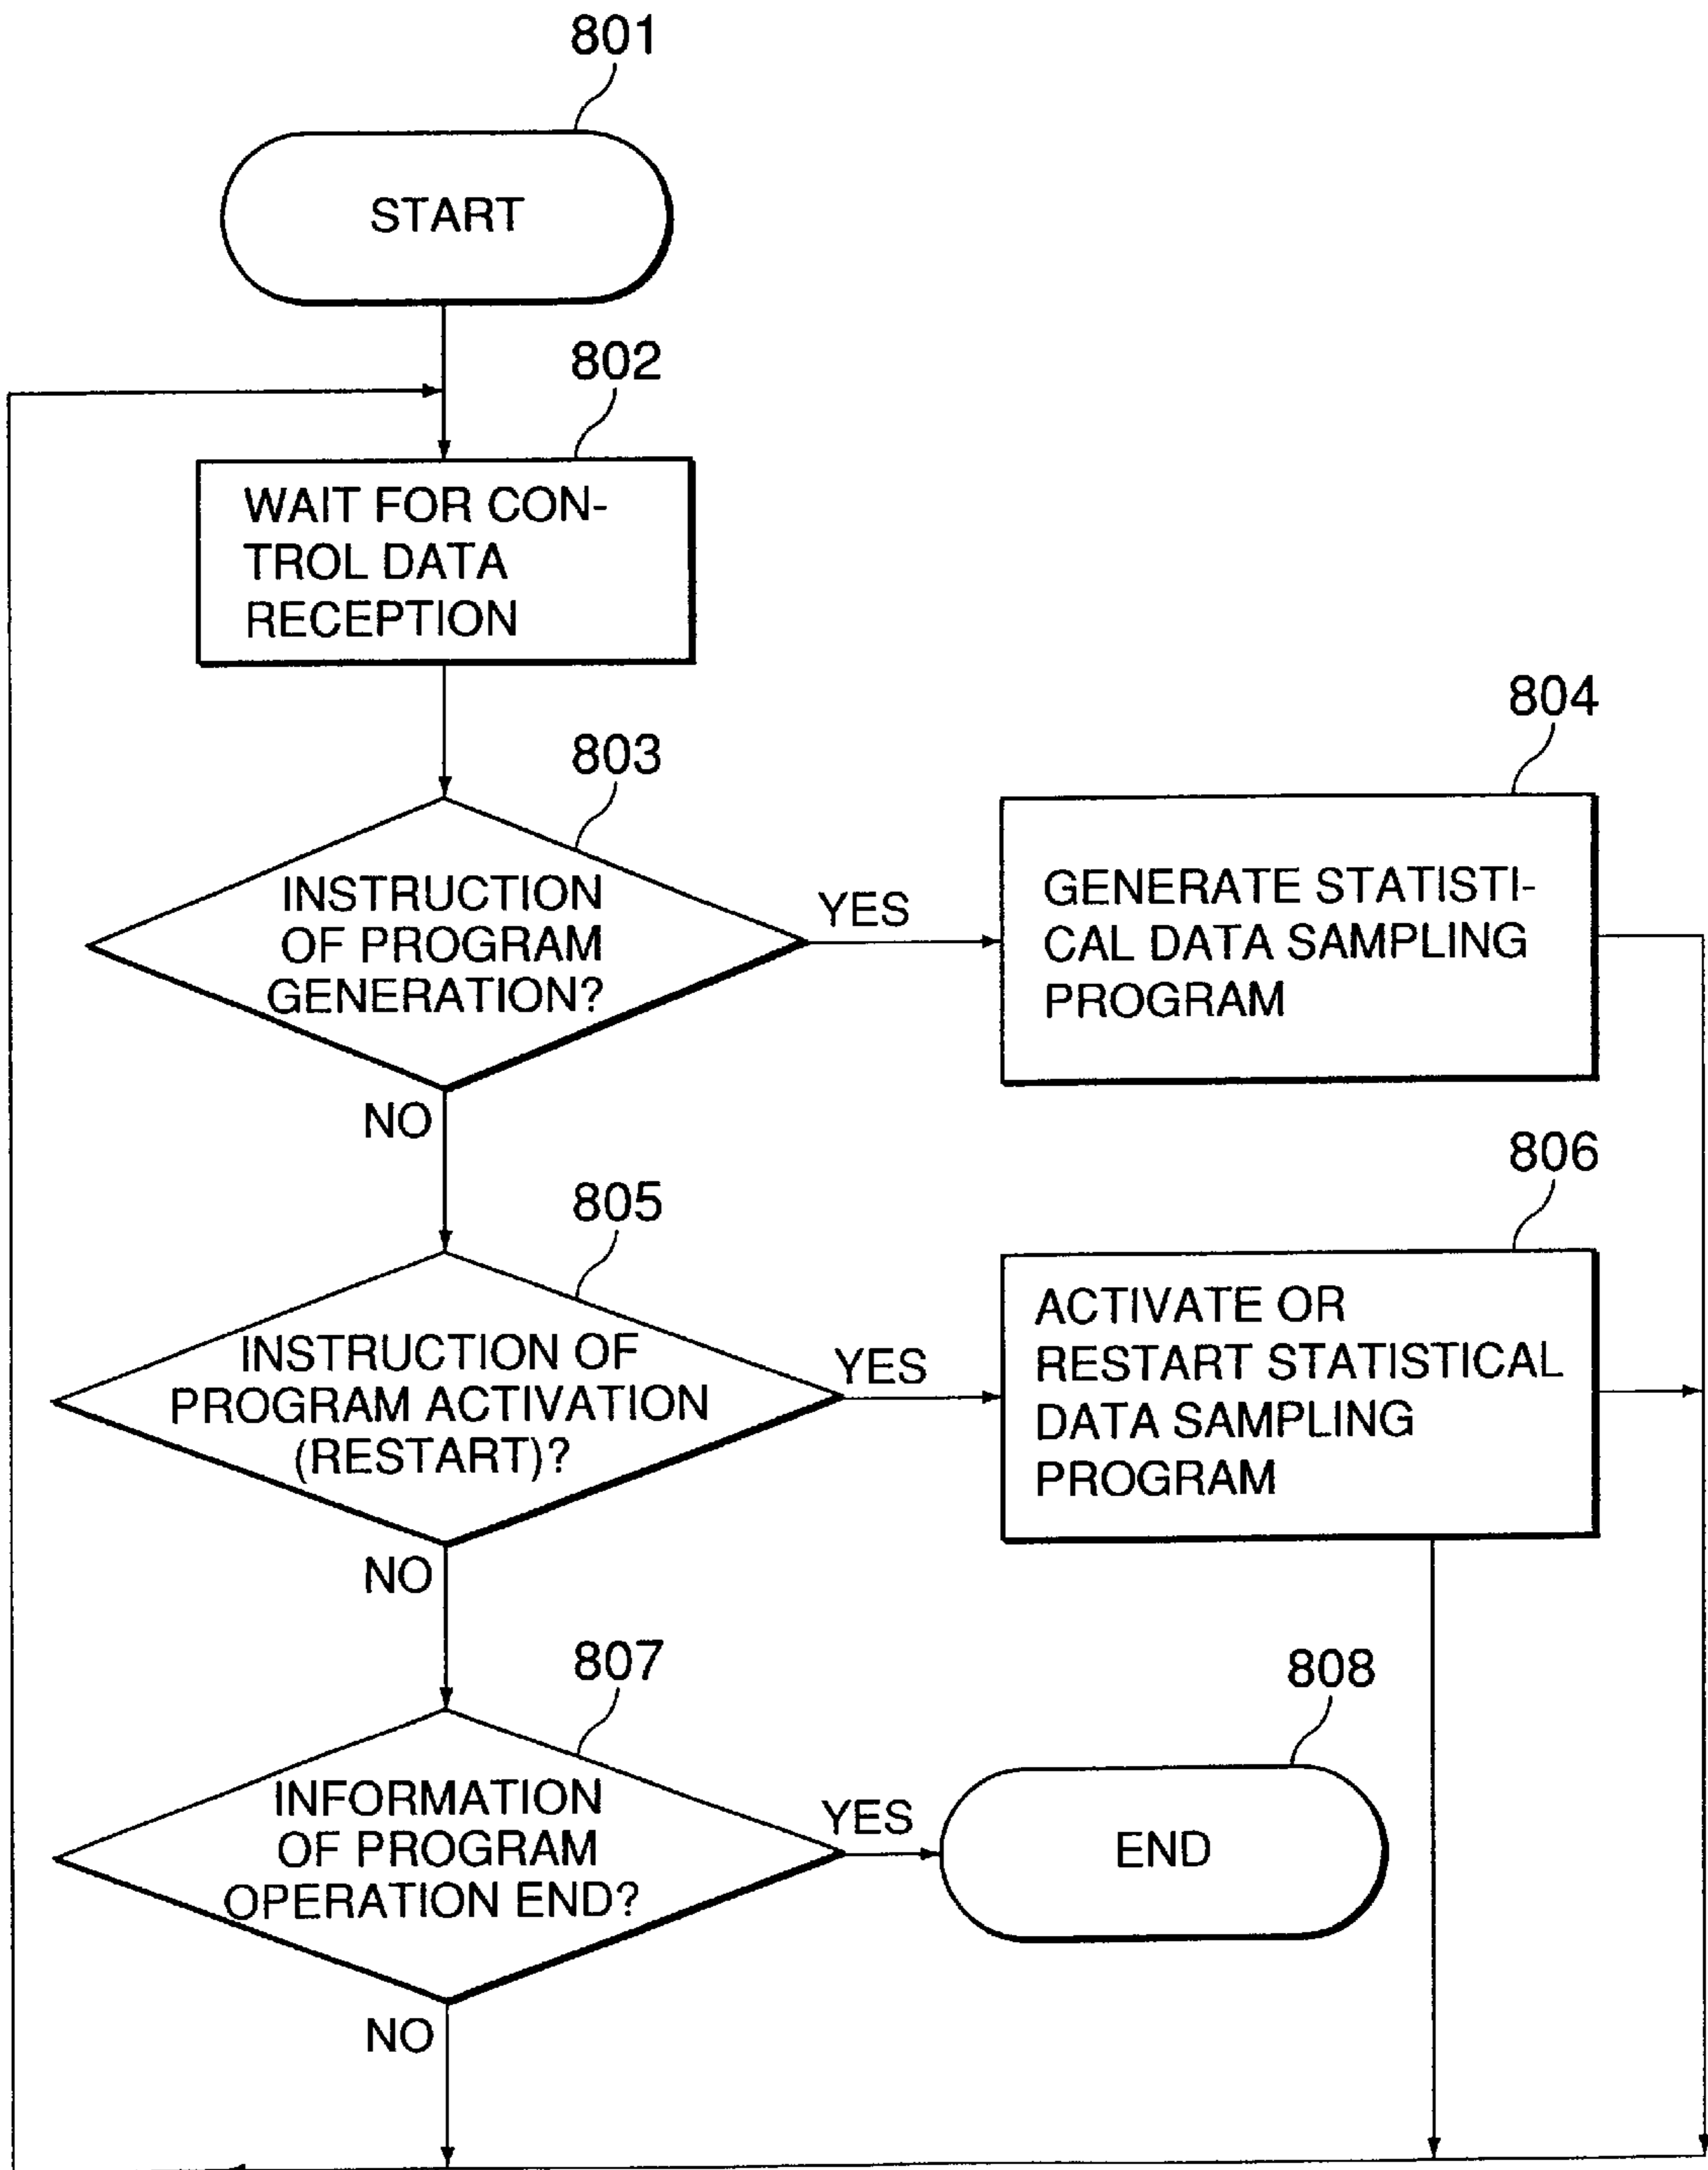 801
START
802
WAIT FOR CON-
TROL DATA
RECEPTION
803
INSTRUCTION
OF PROGRAM
GENERATION?
YES
804
GENERATE STATISTI-
CAL DATA SAMPLING
PROGRAM
NO
805
INSTRUCTION OF
PROGRAM ACTIVATION
(RESTART)?
YES
806
ACTIVATE OR
RESTART STATISTICAL
DATA SAMPLING
PROGRAM
NO
807
INFORMATION
OF PROGRAM
OPERATION END?
YES
808
END
NO